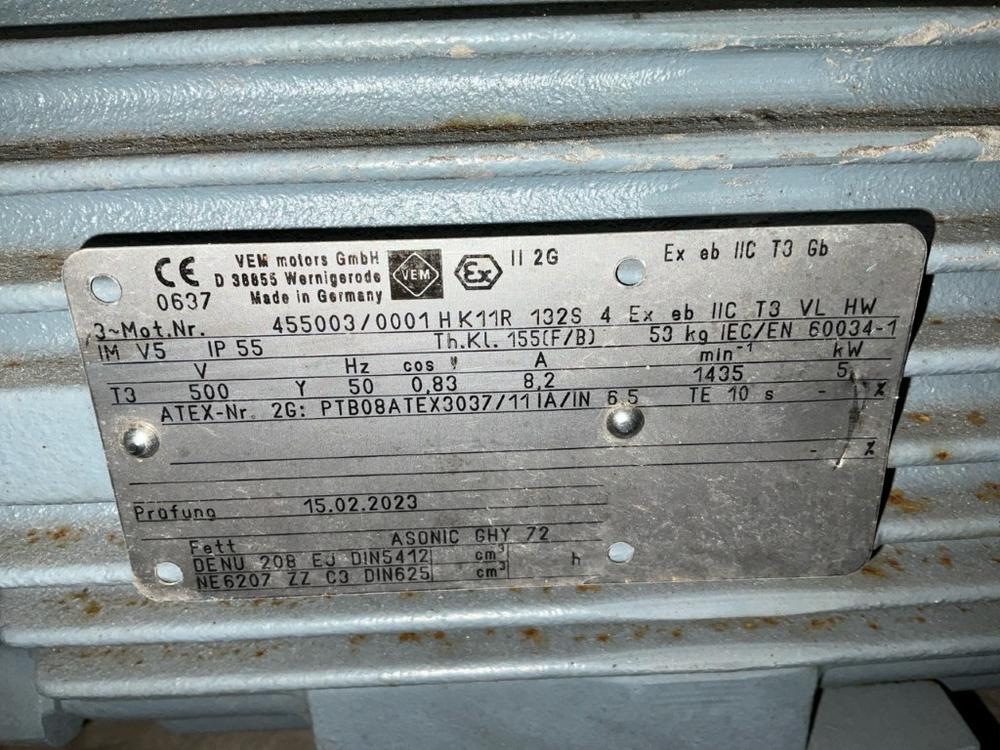 CE 0637
VEM motors GmbH
D 38855 Wernigerode
Made in Germany
VEM
Ex
II 2G
Ex eb IIC T3 Gb
3~Mot.Nr. 455003/0001 H K11R 132S 4 Ex eb IIC T3 VL HW
IM V5 IP 55 Th.Kl. 155(F/B) 53 kg IEC/EN 60034-1
V Hz cos φ A min⁻¹ kW
T3 500 Y 50 0,83 8,2 1435 5
ATEX-Nr. 2G: PTB08ATEX3037/11 IA/IN 6,5 TE 10 s - %
- %
Prüfung 15.02.2023
Fett ASONIC GHY 72
DENU 208 EJ DIN5412 cm³ h
NE6207 ZZ C3 DIN625 cm³